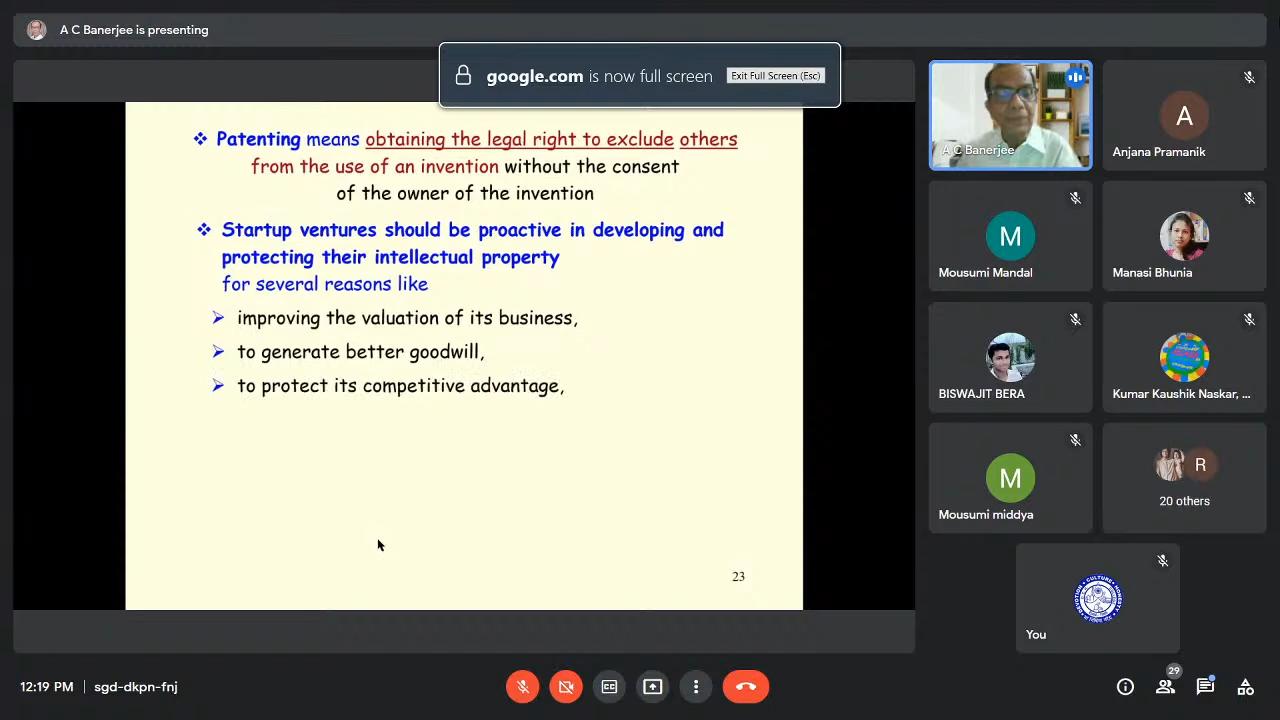 A C Banerjee is presenting
google.com is now full screen Exit Full Screen (Esc)
❖ Patenting means obtaining the legal right to exclude others
from the use of an invention without the consent
of the owner of the invention
❖ Startup ventures should be proactive in developing and
protecting their intellectual property
for several reasons like
➢ improving the valuation of its business,
➢ to generate better goodwill,
➢ to protect its competitive advantage,
23
A C Banerjee
A
Anjana Pramanik
M
Mousumi Mandal
Manasi Bhunia
BISWAJIT BERA
Kumar Kaushik Naskar, ...
M
Mousumi middya
R
20 others
You
12:19 PM | sgd-dkpn-fnj
CC
29